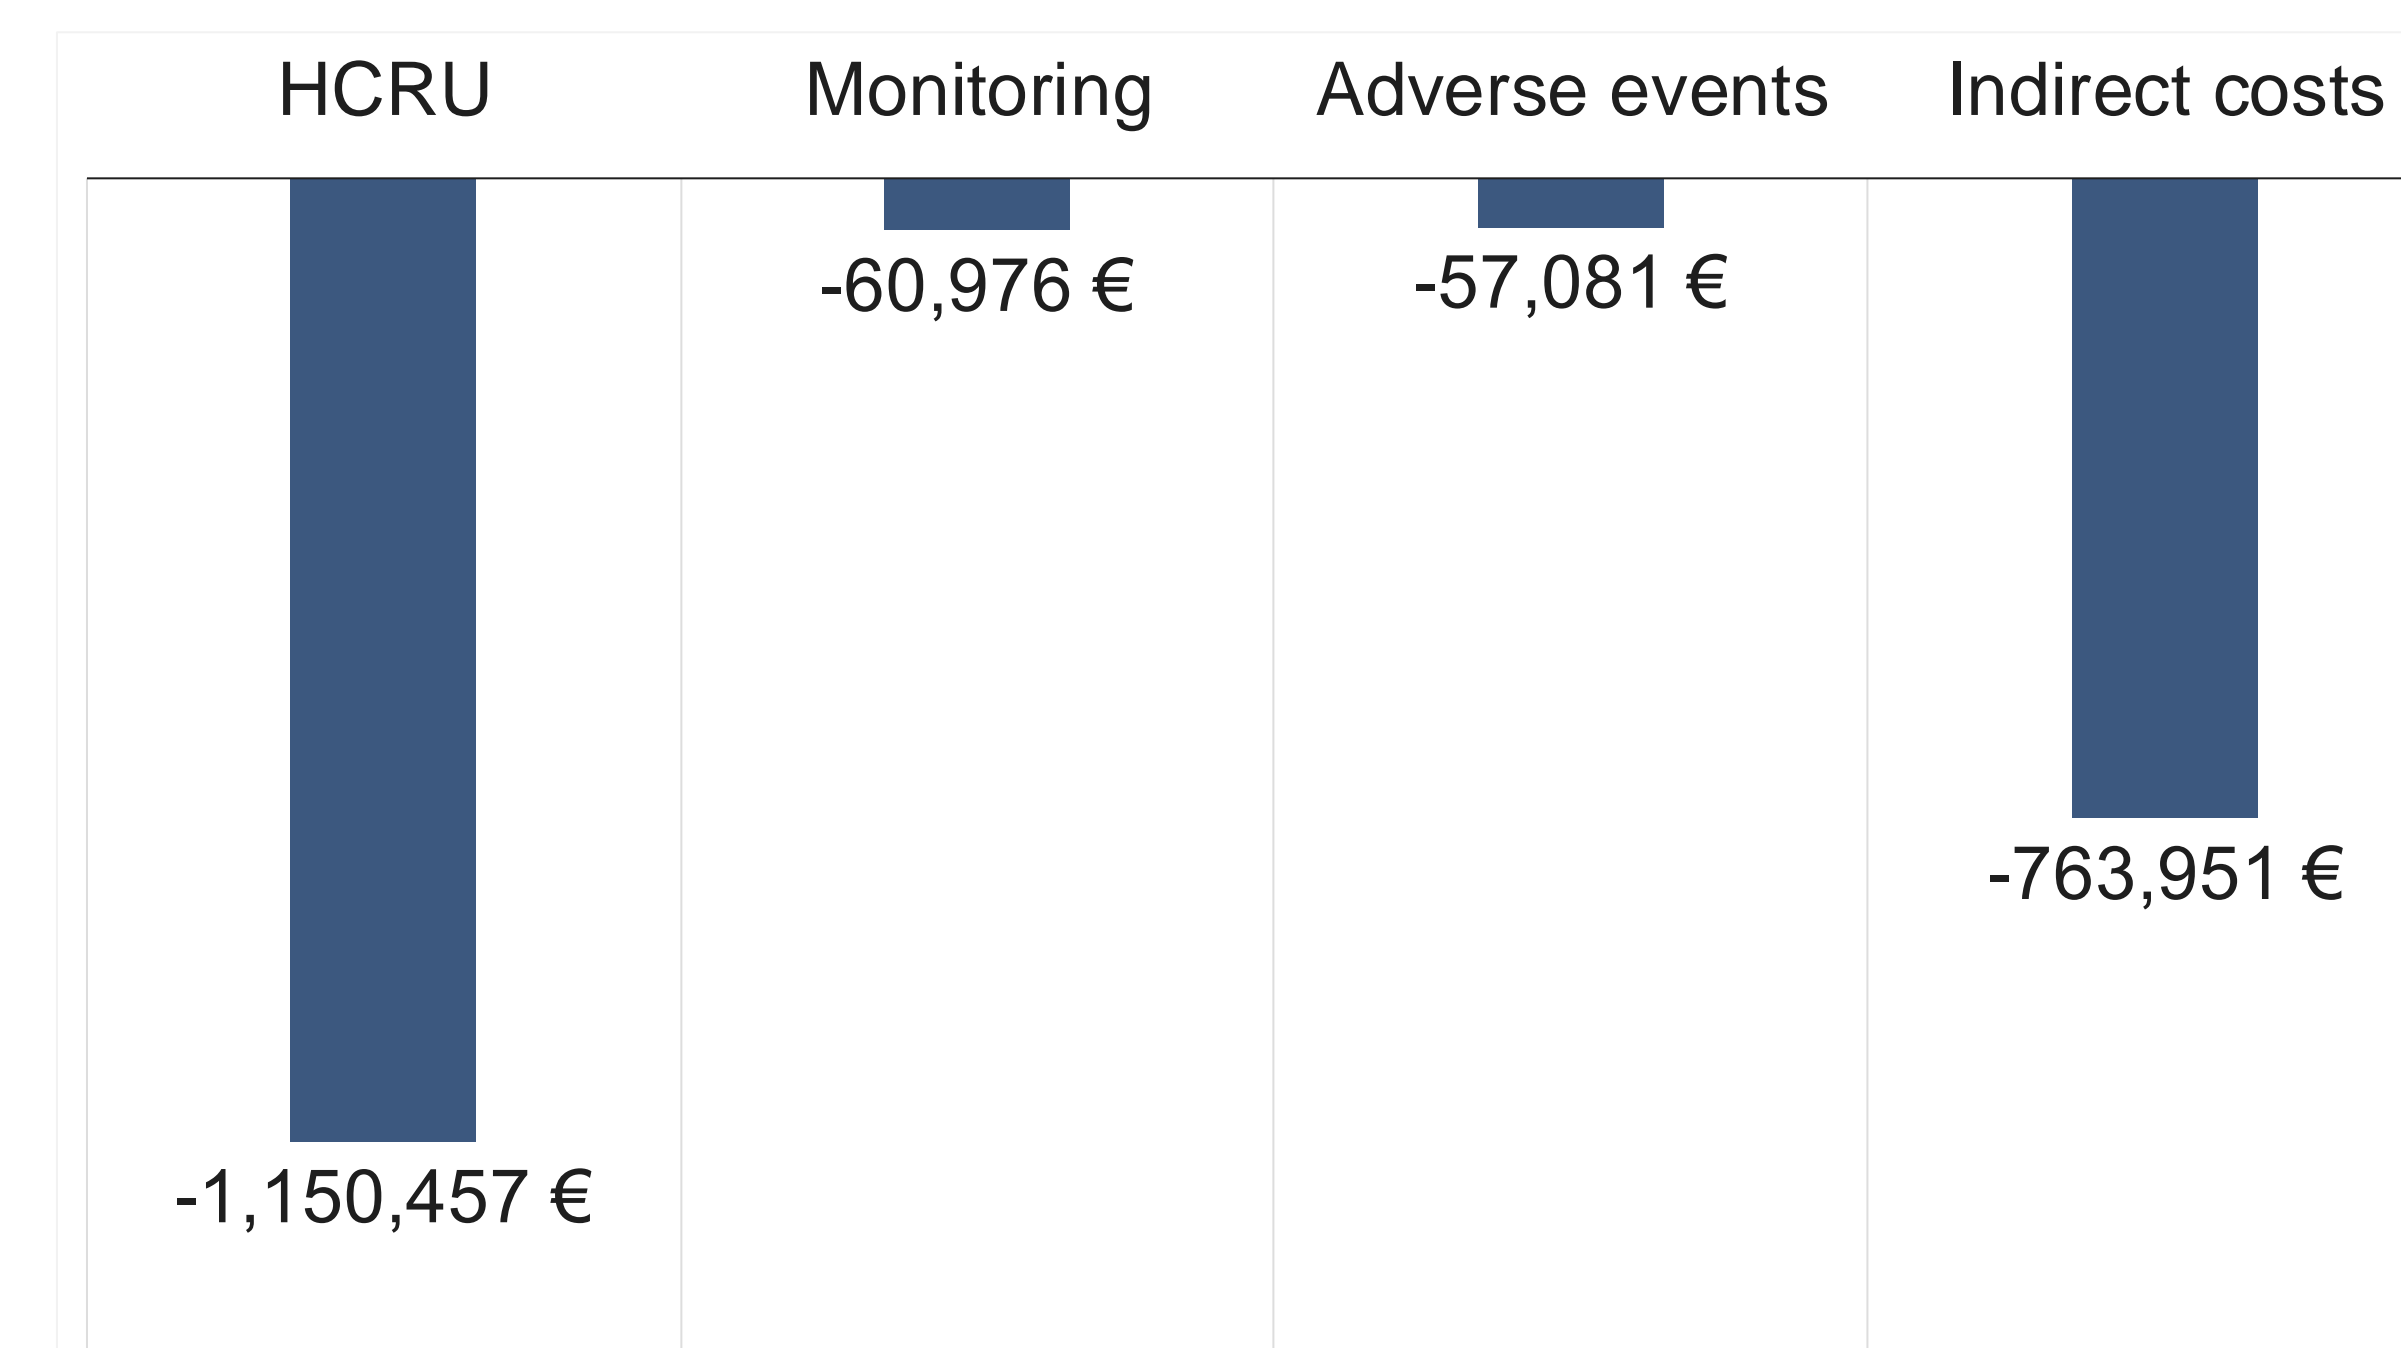 HCRU Monitoring Adverse events Indirect costs
-60,976 € -57,081 €
-763,951 €
-1,150,457 €